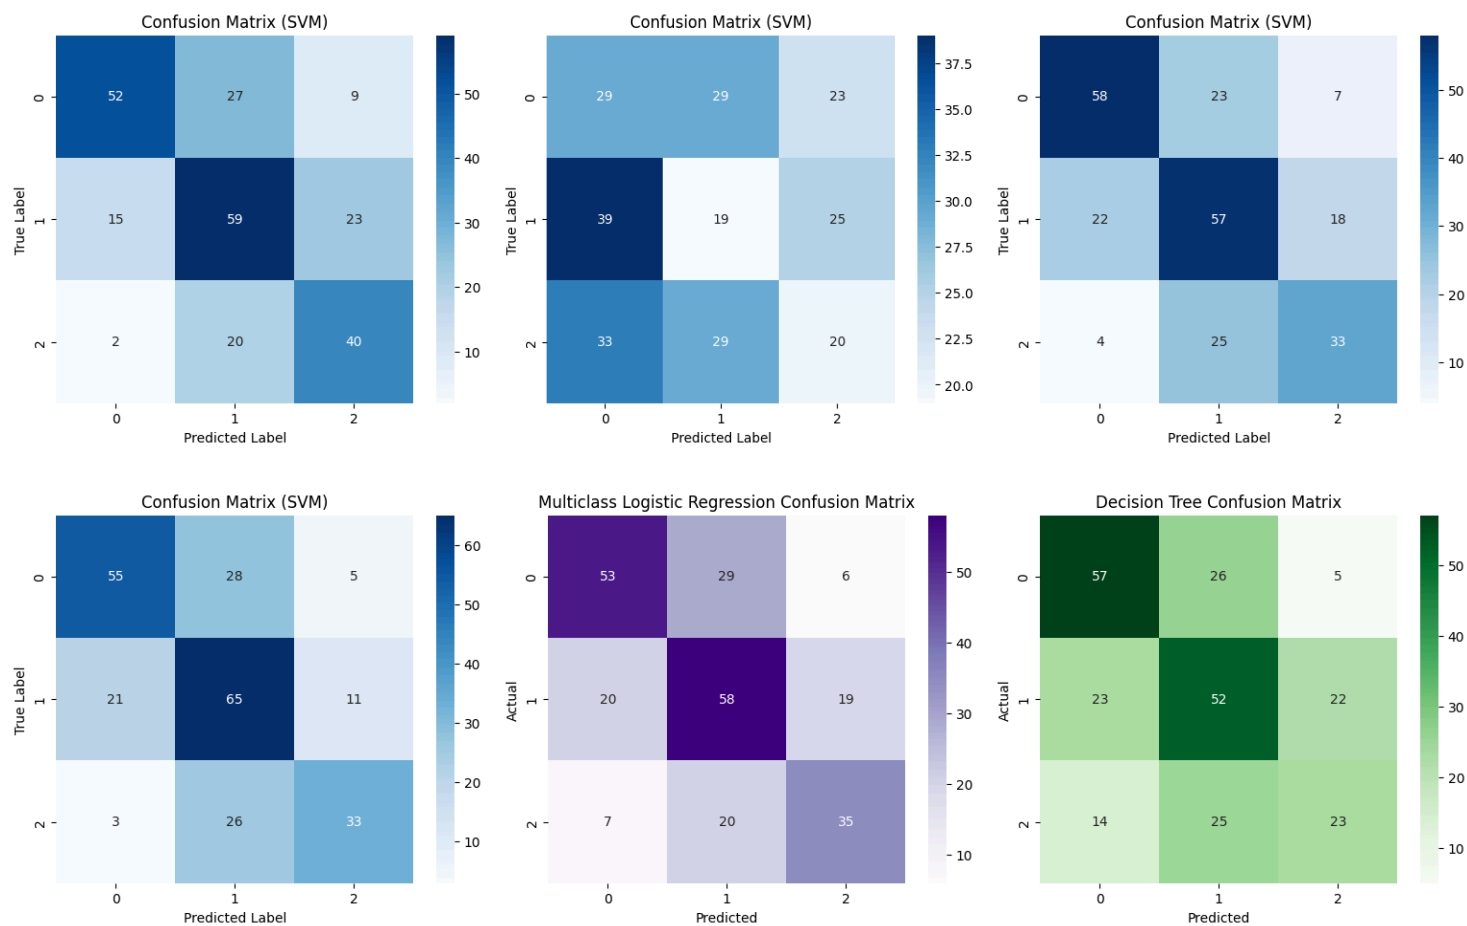 Confusion Matrix (SVM)
52 27 9
15 59 23
2 20 40
0 1 2
0 1 2
True Label
Predicted Label
50
40
30
20
10
Confusion Matrix (SVM)
29 29 23
39 19 25
33 29 20
0 1 2
0 1 2
True Label
Predicted Label
37.5
35.0
32.5
30.0
27.5
25.0
22.5
20.0
Confusion Matrix (SVM)
58 23 7
22 57 18
4 25 33
0 1 2
0 1 2
True Label
Predicted Label
50
40
30
20
10
Confusion Matrix (SVM)
55 28 5
21 65 11
3 26 33
0 1 2
0 1 2
True Label
Predicted Label
60
50
40
30
20
10
Multiclass Logistic Regression Confusion Matrix
53 29 6
20 58 19
7 20 35
0 1 2
0 1 2
Actual
Predicted
50
40
30
20
10
Decision Tree Confusion Matrix
57 26 5
23 52 22
14 25 23
0 1 2
0 1 2
Actual
Predicted
50
40
30
20
10